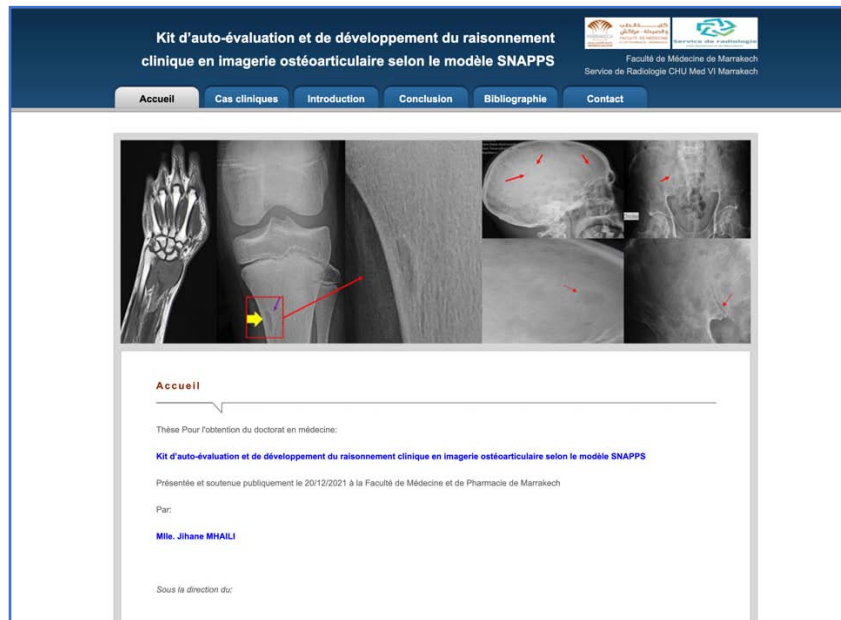 Kit d'auto-évaluation et de développement du raisonnement
clinique en imagerie ostéoarticulaire selon le modèle SNAPPS
Service de radiologie
Faculté de Médecine de Marrakech
Service de Radiologie CHU Med VI Marrakech
Accueil
Cas cliniques
Introduction
Conclusion
Bibliographie
Contact
Accueil
Thèse Pour l'obtention du doctorat en médecine:
Kit d'auto-évaluation et de développement du raisonnement clinique en imagerie ostéoarticulaire selon le modèle SNAPPS
Présentée et soutenue publiquement le 20/12/2021 à la Faculté de Médecine et de Pharmacie de Marrakech
Par:
Mlle. Jihane MHAILI
Sous la direction du: